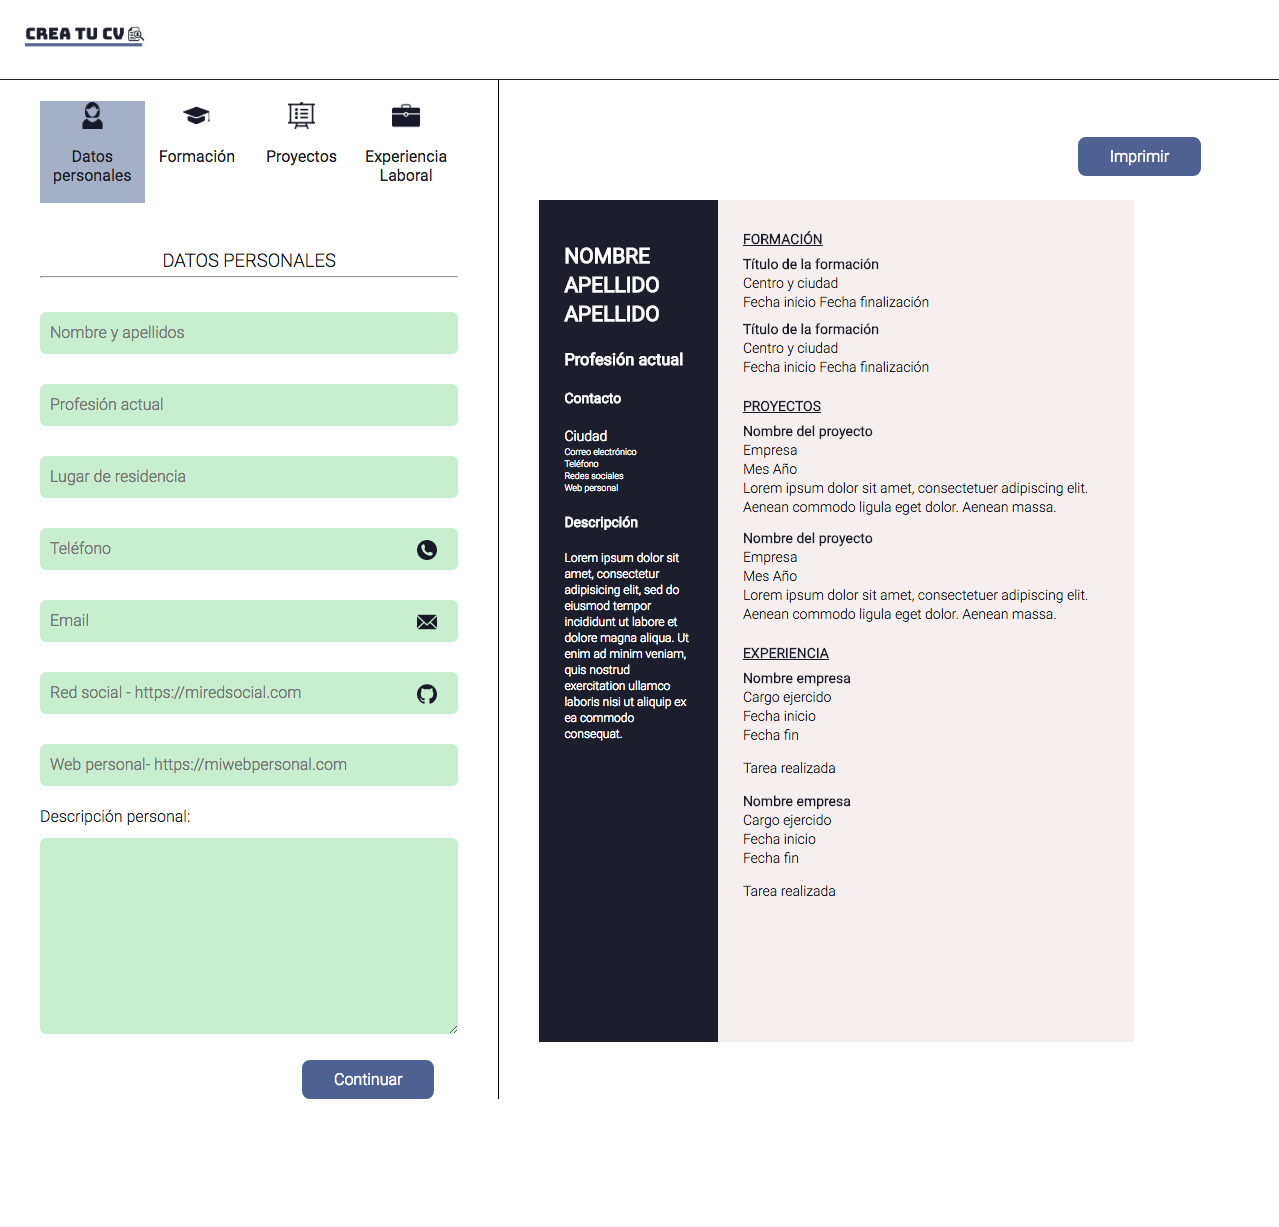 CREA TU CV
Datos
personales
Formación
Proyectos
Experiencia
Laboral
DATOS PERSONALES
Nombre y apellidos
Profesión actual
Lugar de residencia
Teléfono
Email
Red social - https://miredsocial.com
Web personal- https://miwebpersonal.com
Descripción personal:
Continuar
Imprimir
NOMBRE
APELLIDO
APELLIDO
Profesión actual
Contacto
Ciudad
Correo electrónico
Teléfono
Redes sociales
Web personal
Descripción
Lorem ipsum dolor sit
amet, consectetur
adipisicing elit, sed do
eiusmod tempor
incididunt ut labore et
dolore magna aliqua. Ut
enim ad minim veniam,
quis nostrud
exercitation ullamco
laboris nisi ut aliquip ex
ea commodo
consequat.
FORMACIÓN
Título de la formación
Centro y ciudad
Fecha inicio Fecha finalización
Título de la formación
Centro y ciudad
Fecha inicio Fecha finalización
PROYECTOS
Nombre del proyecto
Empresa
Mes Año
Lorem ipsum dolor sit amet, consectetuer adipiscing elit.
Aenean commodo ligula eget dolor. Aenean massa.
Nombre del proyecto
Empresa
Mes Año
Lorem ipsum dolor sit amet, consectetuer adipiscing elit.
Aenean commodo ligula eget dolor. Aenean massa.
EXPERIENCIA
Nombre empresa
Cargo ejercido
Fecha inicio
Fecha fin
Tarea realizada
Nombre empresa
Cargo ejercido
Fecha inicio
Fecha fin
Tarea realizada